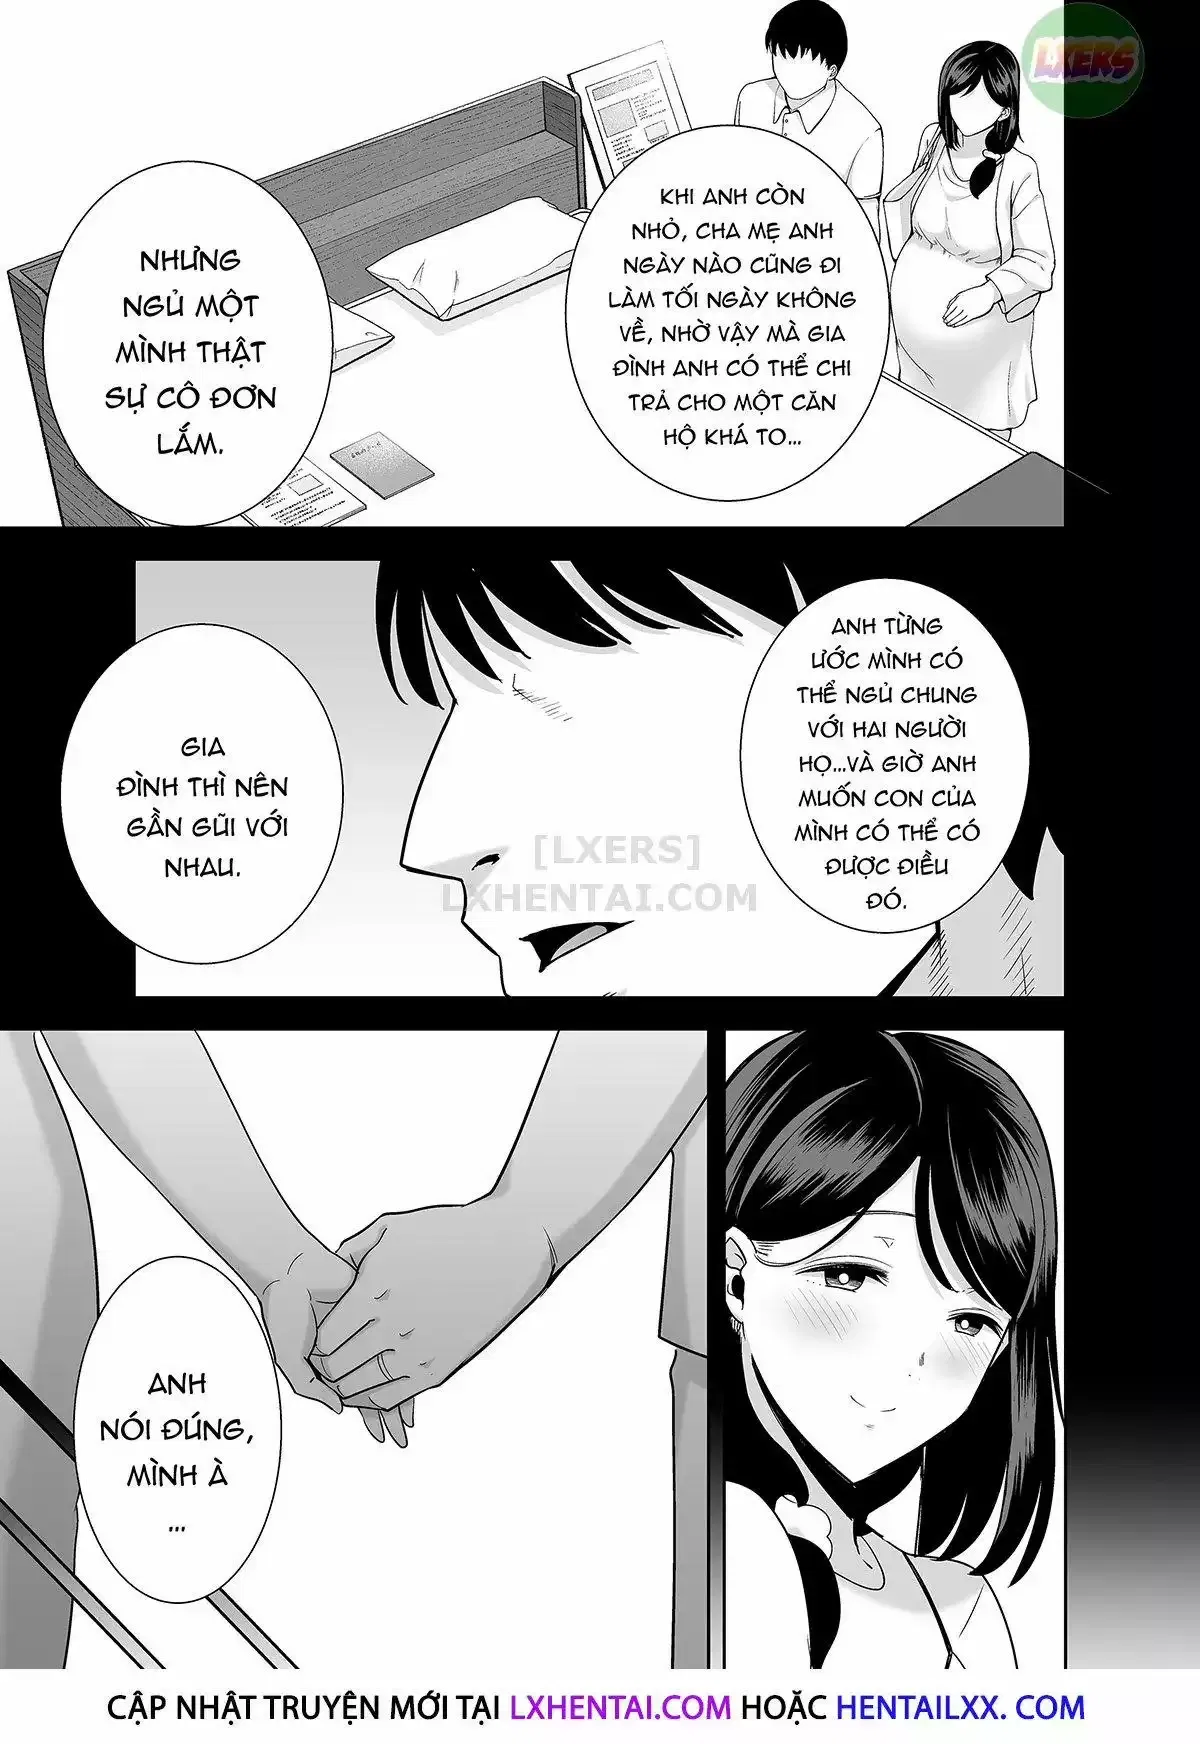 LXERS
KHI ANH CÒN
NHỎ, CHA MẸ ANH
NGÀY NÀO CŨNG ĐI
LÀM TỐI NGÀY KHÔNG
VỀ, NHỜ VẬY MÀ GIA
ĐÌNH ANH CÓ THỂ CHI
TRẢ CHO MỘT CĂN
HỘ KHÁ TO...
NHƯNG
NGỦ MỘT
MÌNH THẬT
SỰ CÔ ĐƠN
LẮM.
ANH TỪNG
ƯỚC MÌNH CÓ
THỂ NGỦ CHUNG
VỚI HAI NGƯỜI
HỌ...VÀ GIỜ ANH
MUỐN CON CỦA
MÌNH CÓ THỂ CÓ
ĐƯỢC ĐIỀU
ĐÓ.
GIA
ĐÌNH THÌ NÊN
GẦN GŨI VỚI
NHAU.
[LXERS]
LXHENTAI.COM
ANH
NÓI ĐÚNG,
MÌNH À
...
CẬP NHẬT TRUYỆN MỚI TẠI LXHENTAI.COM HOẶC HENTAILXX. COM